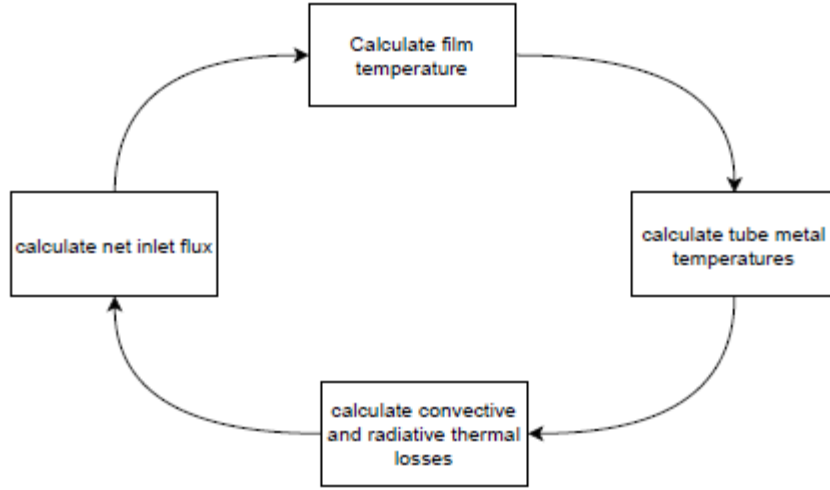 Calculate film
temperature
calculate net inlet flux
calculate tube metal
temperatures
calculate convective
and radiative thermal
losses